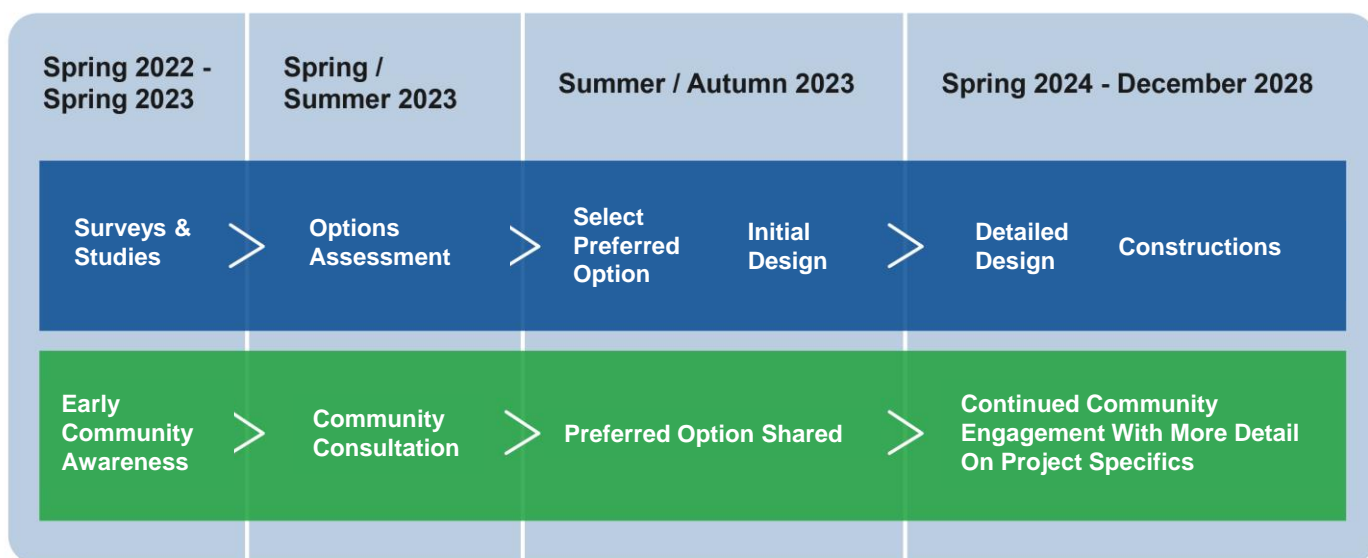 Spring 2022 -
Spring 2023
Spring /
Summer 2023
Summer / Autumn 2023
Spring 2024 - December 2028
Surveys &
Studies
Options
Assessment
Select
Preferred
Option
Initial
Design
Detailed
Design
Constructions
Early
Community
Awareness
Community
Consultation
Preferred Option Shared
Continued Community
Engagement With More Detail
On Project Specifics